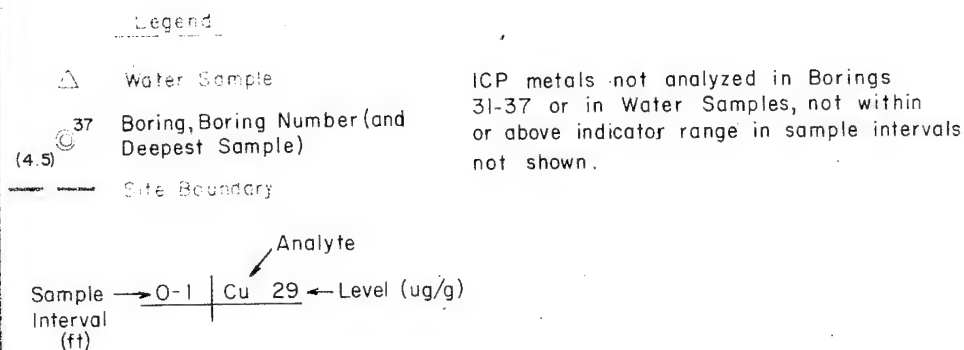 Legend
Water Sample
37
Boring, Boring Number (and
Deepest Sample)
(4.5)
Site Boundary
ICP metals not analyzed in Borings
31-37 or in Water Samples, not within
or above indicator range in sample intervals
not shown.
Analyte
Sample 0-1 Cu 29 Level (ug/g)
Interval
(ft)